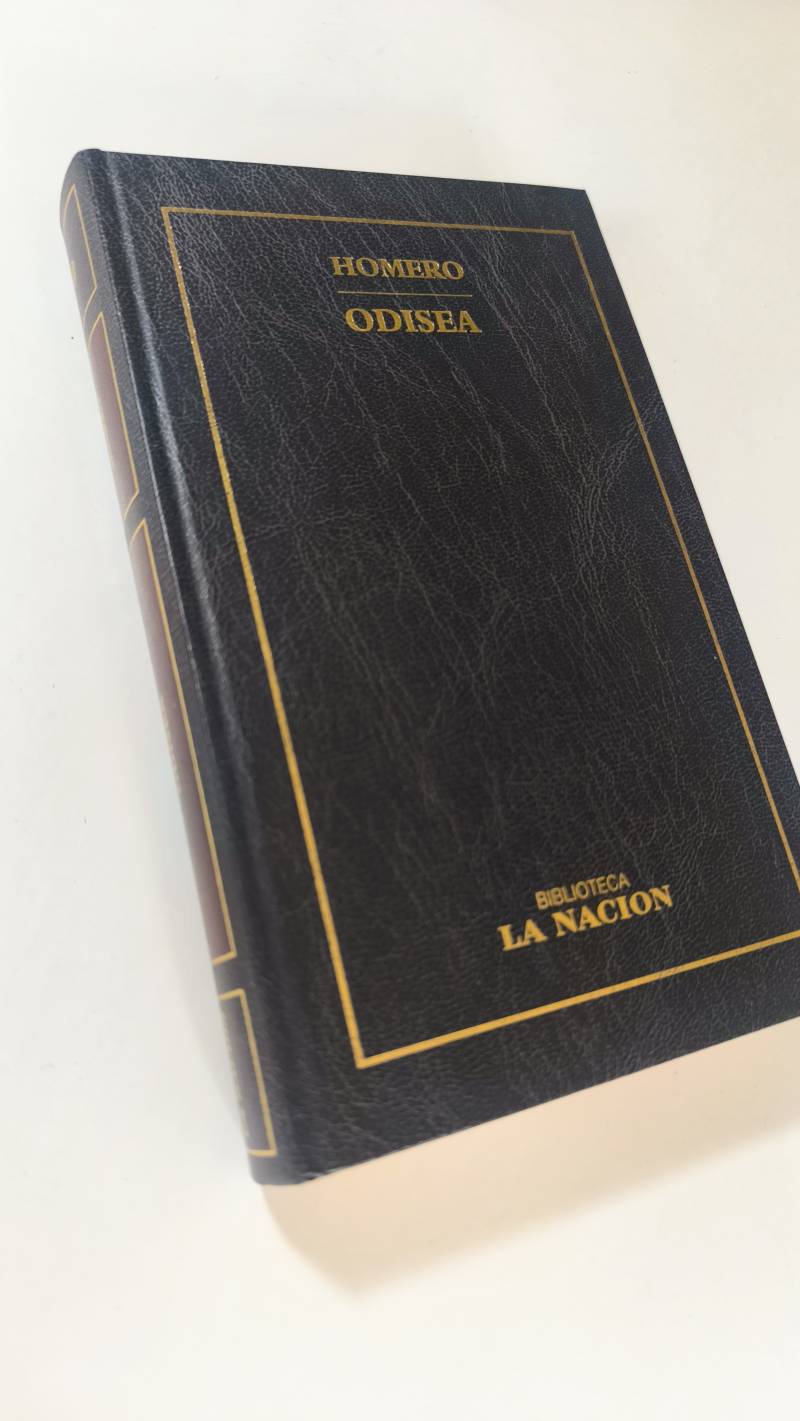 HOMERO
ODISEA
BIBLIOTECA
LA NACION